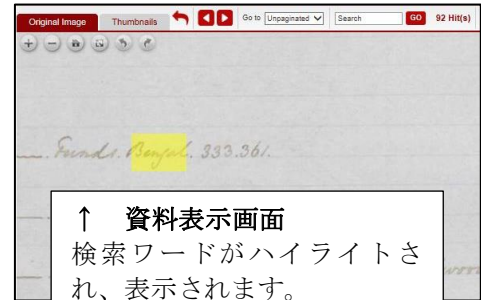 Original Image Thumbnails Go to Unpaginated Search GO 92 Hit(s)
Funds. Bengal. 333.361.
↑ 資料表示画面
検索ワードがハイライトさ
れ、表示されます。